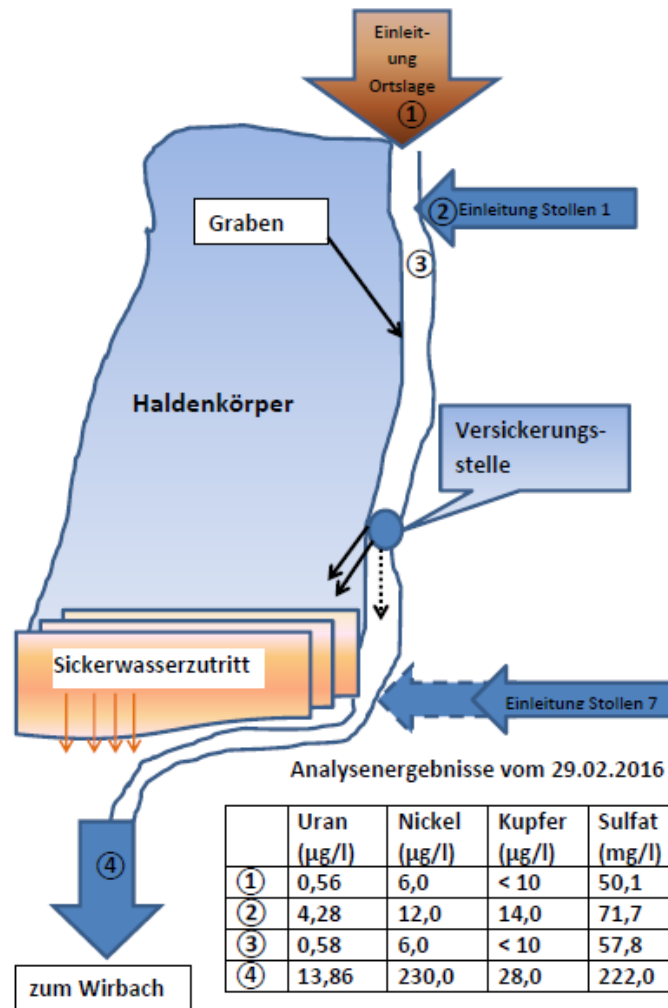 Einleit-
ung
Ortslage
①
② Einleitung Stollen 1
Graben
③
Haldenkörper
Versickerungs-
stelle
Sickerwasserzutritt
Einleitung Stollen 7
Analysenergebnisse vom 29.02.2016
④
Uran Nickel Kupfer Sulfat
(µg/l) (µg/l) (µg/l) (mg/l)
① 0,56 6,0 < 10 50,1
② 4,28 12,0 14,0 71,7
③ 0,58 6,0 < 10 57,8
④ 13,86 230,0 28,0 222,0
zum Wirbach